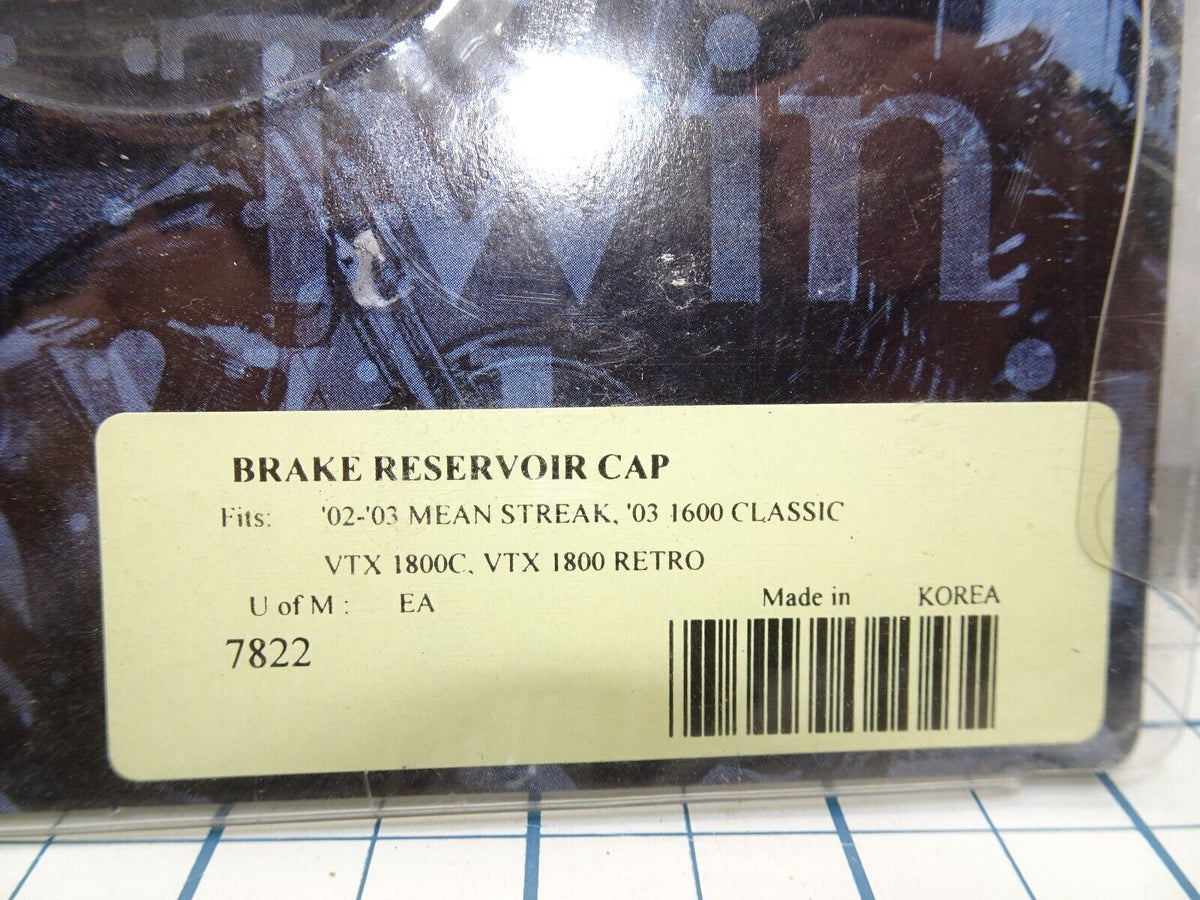 Twin
BRAKE RESERVOIR CAP
Fits: '02-'03 MEAN STREAK, '03 1600 CLASSIC
VTX 1800C, VTX 1800 RETRO
U of M : EA
Made in KOREA
7822